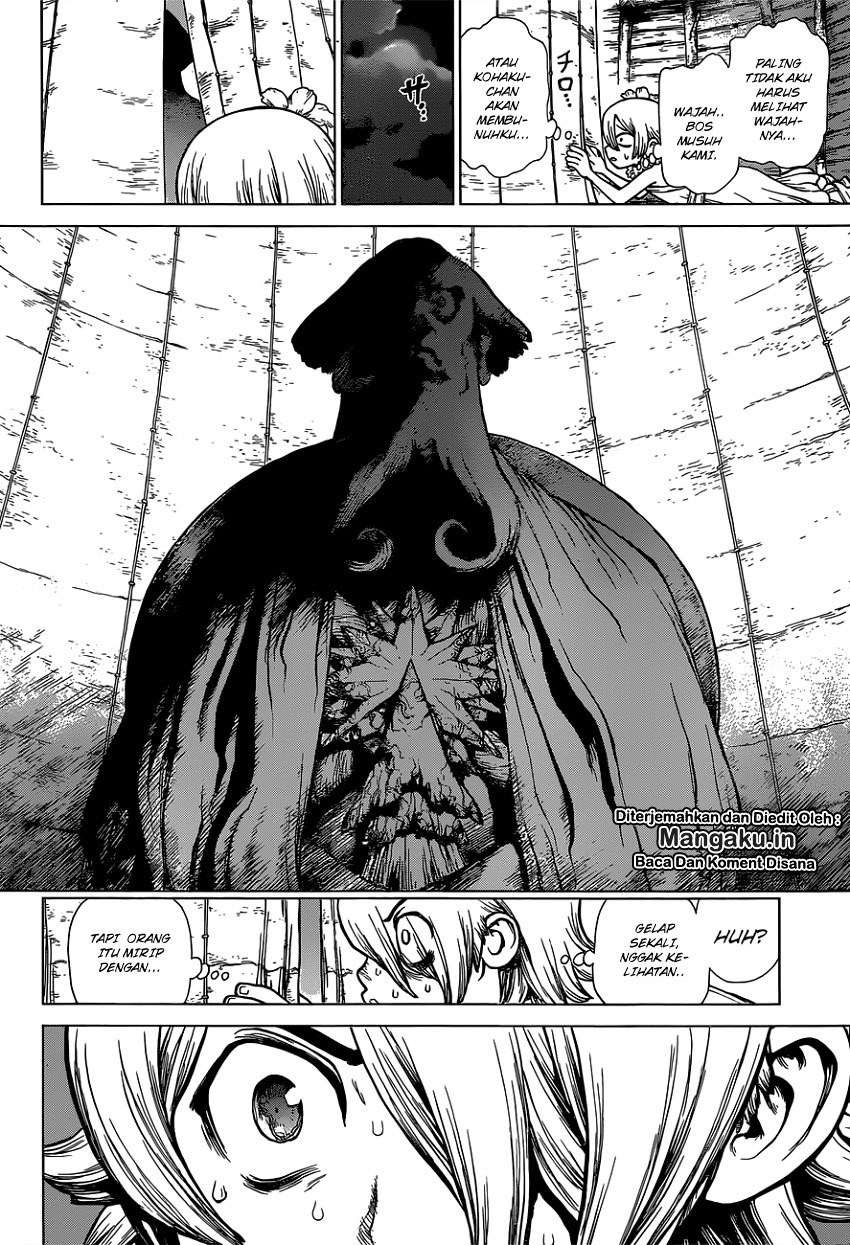 PALING
TIDAK AKU
HARUS
MELIHAT
WAJAH-
NYA...
WAJAH..
BOS
MUSUH
KAMI.
チロ...
ATAU
KOHAKU-
CHAN
AKAN
MEMBU-
NUHKU...
サ...
Diterjemahkan dan Diedit Oleh :
Mangaku.in
Baca Dan Koment Disana
HUH?
GELAP
SEKALI,
NGGAK KE-
LIHATAN..
TAPI ORANG
ITU MIRIP
DENGAN...